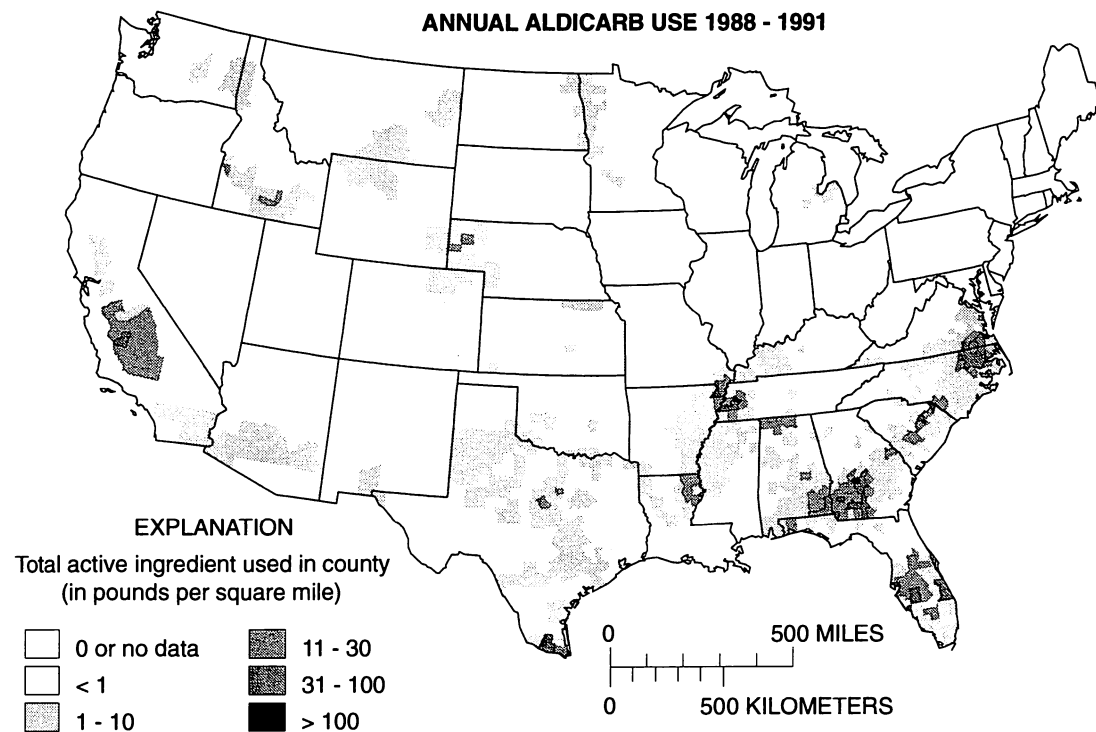 ANNUAL ALDICARB USE 1988 - 1991
EXPLANATION
Total active ingredient used in county
(in pounds per square mile)
0 or no data
< 1
1 - 10
11 - 30
31 - 100
> 100
0 500 MILES
0 500 KILOMETERS